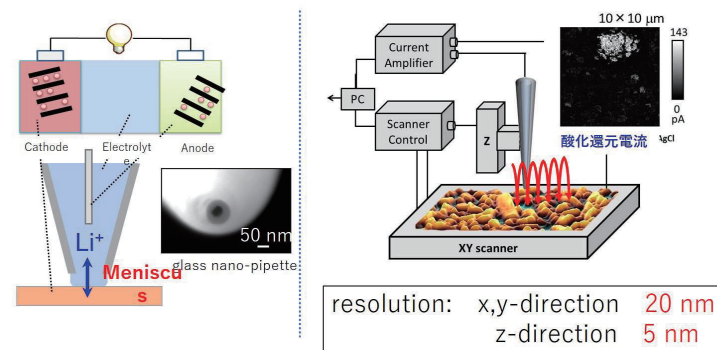 Cathode
Electrolyt
e
Anode
Li+
Meniscu
s
50 nm
glass nano-pipette
Current
Amplifier
PC
Scanner
Control
Z
10×10 μm
143
0
pA
酸化還元電流
AgCl
XY scanner
resolution: x,y-direction 20 nm
z-direction 5 nm